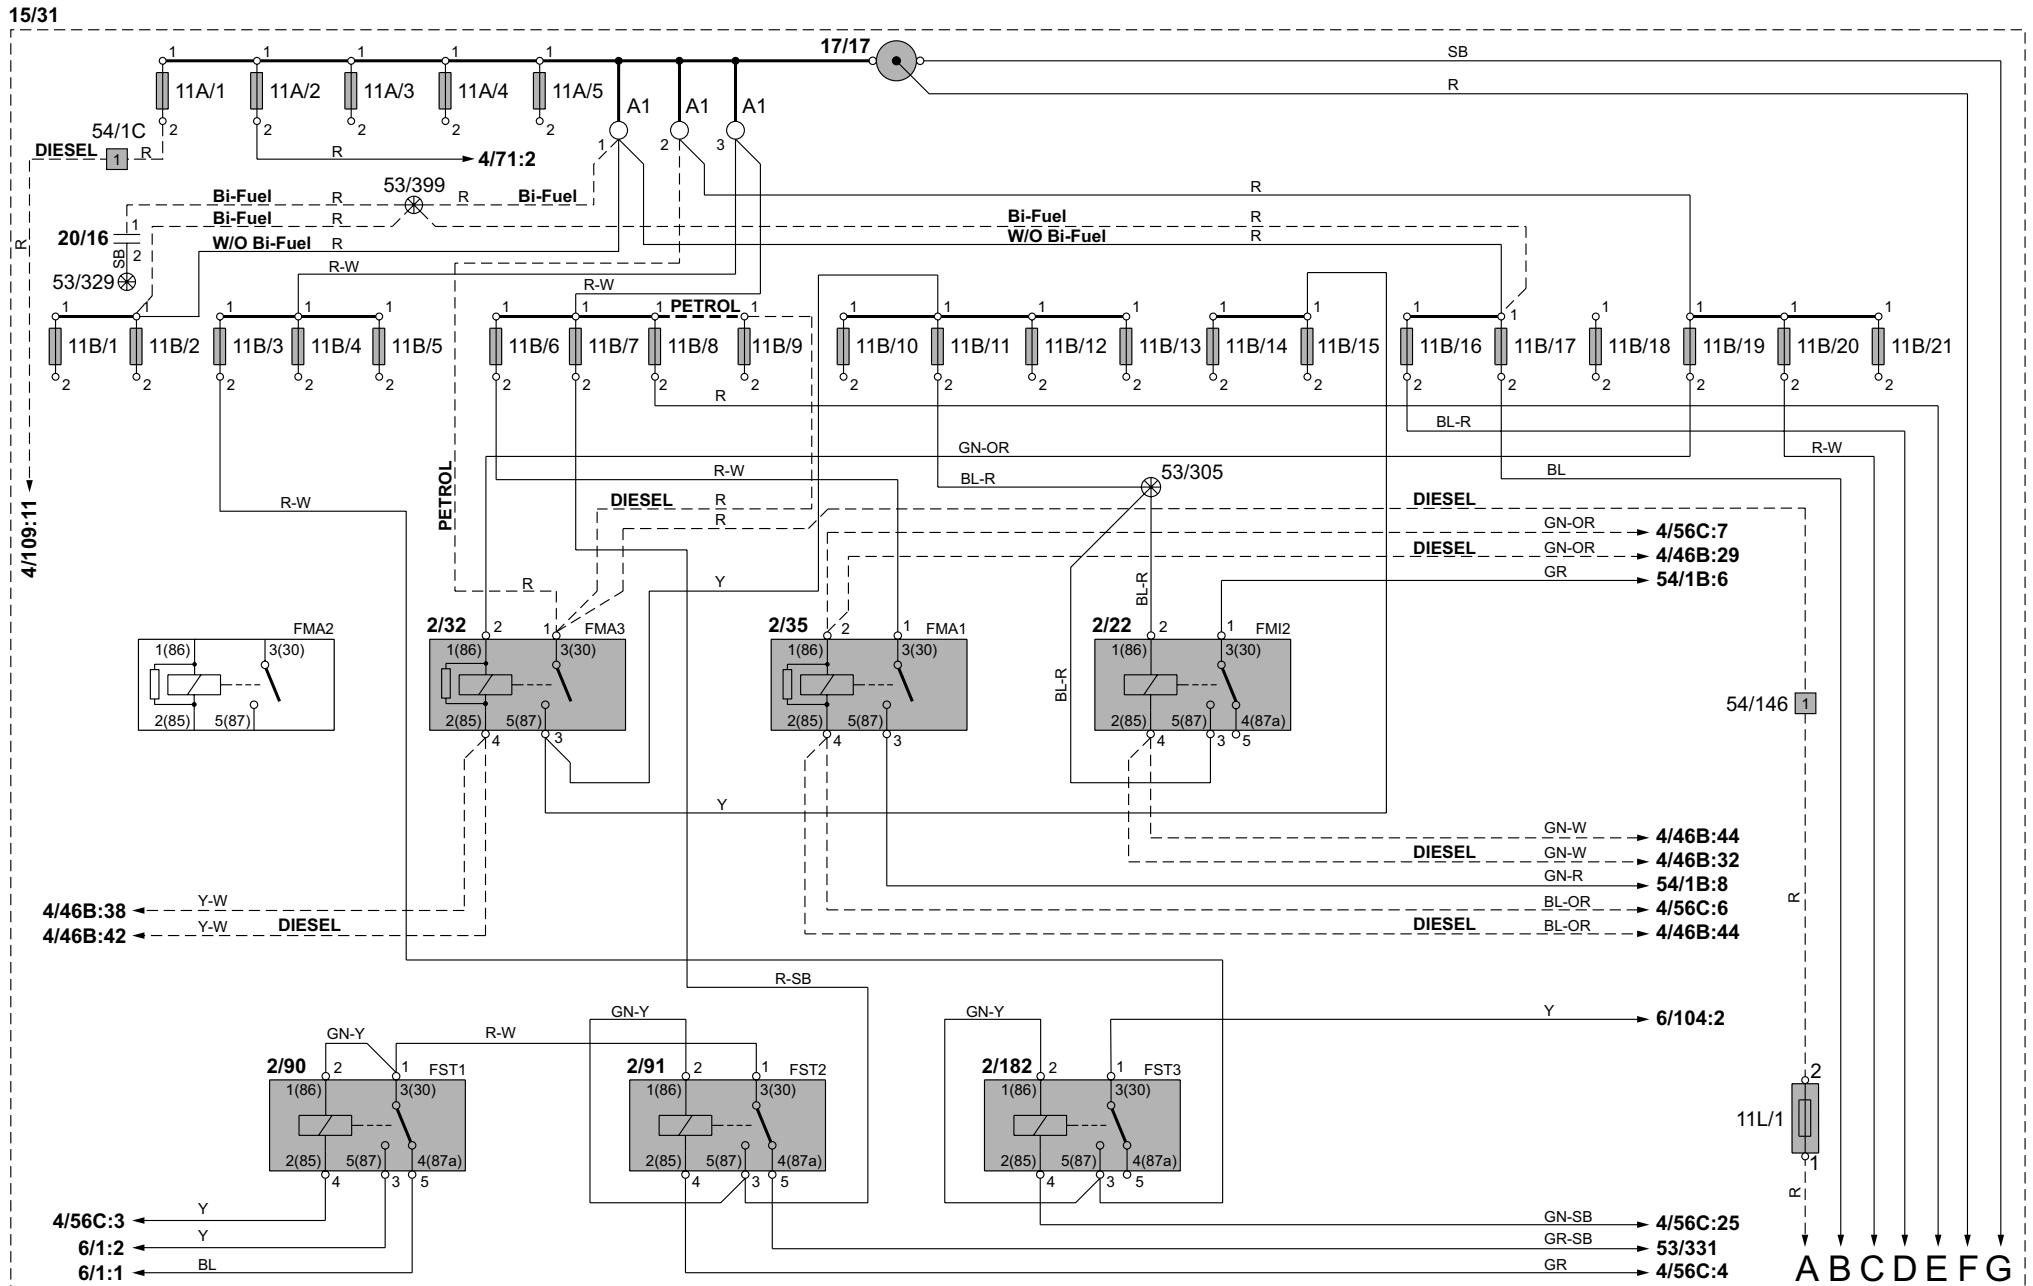 15/31
17/17
SB
R
1 1 1 1 1
11A/1 11A/2 11A/3 11A/4 11A/5 A1 A1 A1
2 2 2 2 2
1 2 3
54/1C
DIESEL 1 R
R 4/71:2
53/399
Bi-Fuel R R Bi-Fuel R
Bi-Fuel R Bi-Fuel R
20/16 1 2 SB
W/O Bi-Fuel R W/O Bi-Fuel R
53/329
R-W
R-W
R
PETROL
1 1 1 1 1 1 1 1 1 1 1 1 1 1 1 1 1 1 1 1 1
11B/1 11B/2 11B/3 11B/4 11B/5 11B/6 11B/7 11B/8 11B/9 11B/10 11B/11 11B/12 11B/13 11B/14 11B/15 11B/16 11B/17 11B/18 11B/19 11B/20 11B/21
2 2 2 2 2 2 2 2 2 2 2 2 2 2 2 2 2 2 2 2 2
R
BL-R
GN-OR
R-W
R-W
BL-R
53/305
BL
PETROL
R-W
DIESEL R
DIESEL
R
4/109:11
GN-OR 4/56C:7
DIESEL GN-OR 4/46B:29
GR 54/1B:6
R
Y
BL-R
BL-R
FMA2
1(86) 3(30)
2(85) 5(87)
2/32 2 1 FMA3
1(86) 3(30)
2(85) 5(87)
4 3
2/35 2 1 FMA1
1(86) 3(30)
2(85) 5(87)
4 3
2/22 2 1 FMI2
1(86) 3(30)
2(85) 5(87) 4(87a)
4 3 5
54/146 1
Y
GN-W 4/46B:44
DIESEL GN-W 4/46B:32
GN-R 54/1B:8
BL-OR 4/56C:6
DIESEL BL-OR 4/46B:44
R
4/46B:38 Y-W
4/46B:42 Y-W DIESEL
R-SB
GN-Y
GN-Y
GN-Y
R-W
Y 6/104:2
2/90 2 1 FST1
1(86) 3(30)
2(85) 5(87) 4(87a)
4 3 5
2/91 2 1 FST2
1(86) 3(30)
2(85) 5(87) 4(87a)
4 3 5
2/182 2 1 FST3
1(86) 3(30)
2(85) 5(87) 4(87a)
4 3 5
2
11L/1
1
R
4/56C:3 Y
6/1:2 Y
6/1:1 BL
GN-SB 4/56C:25
GR-SB 53/331
GR 4/56C:4
A B C D E F G